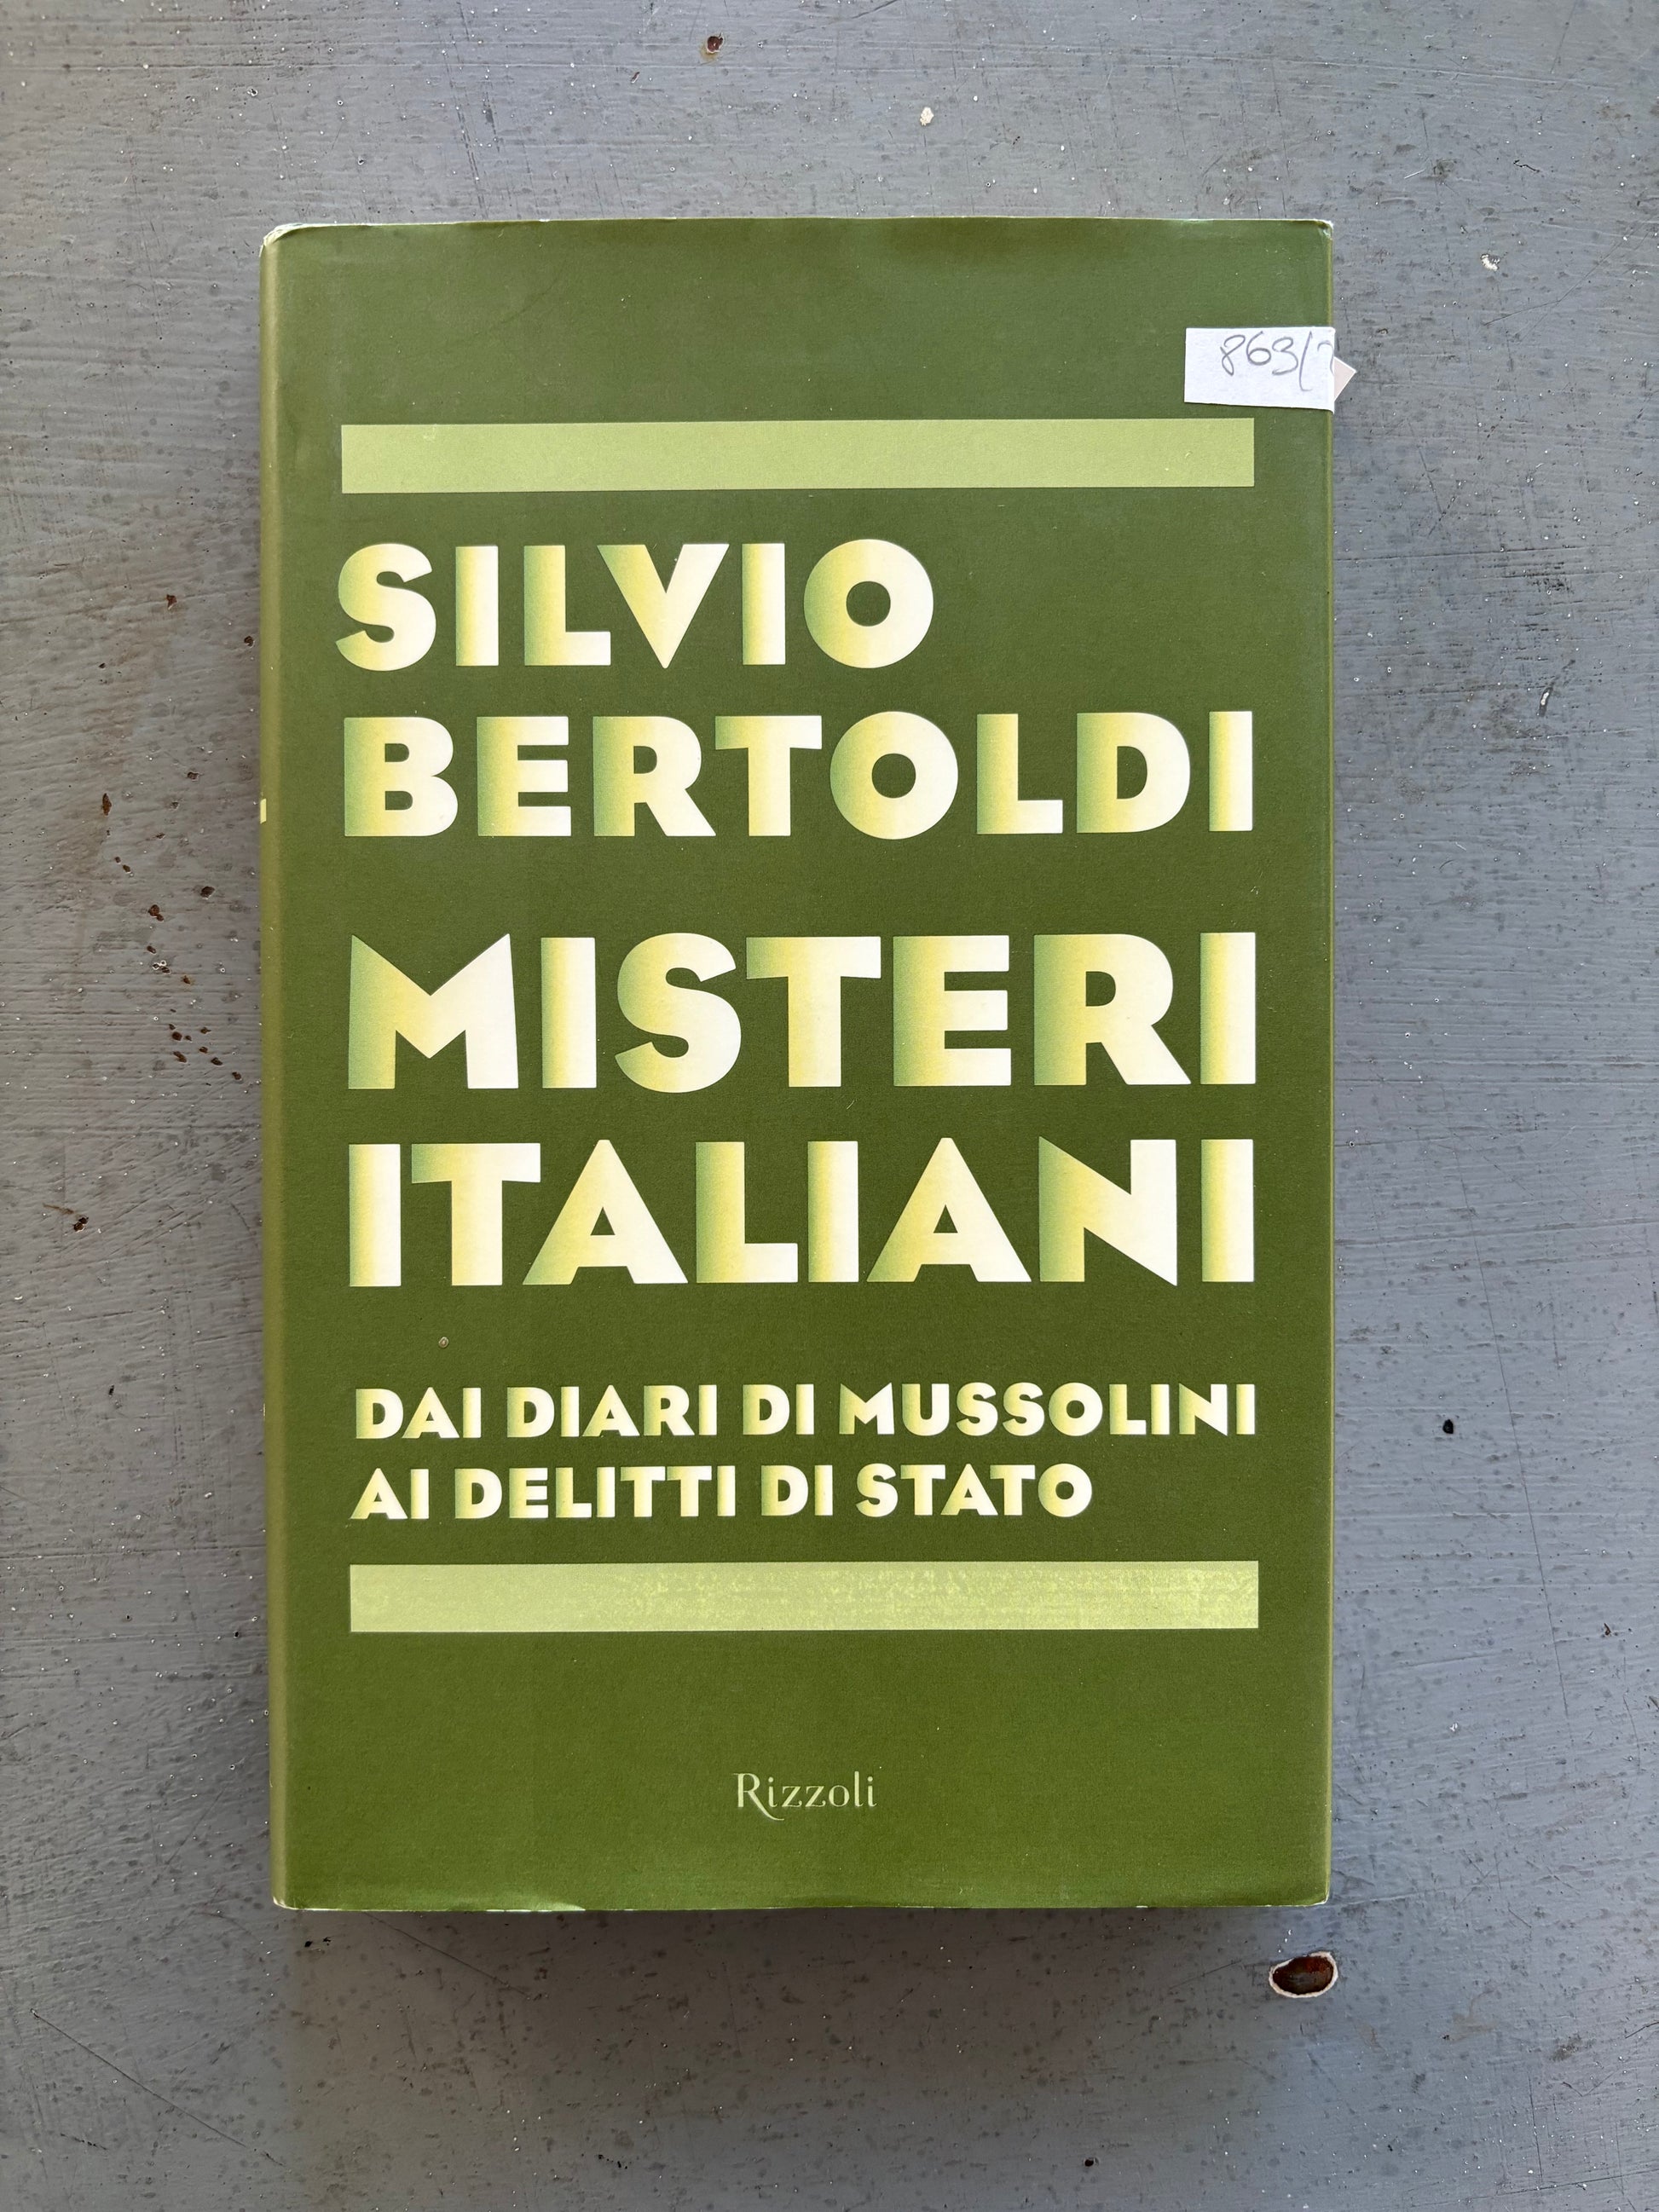 863/
SILVIO
BERTOLDI
MISTERI
ITALIANI
DAI DIARI DI MUSSOLINI
AI DELITTI DI STATO
Rizzoli